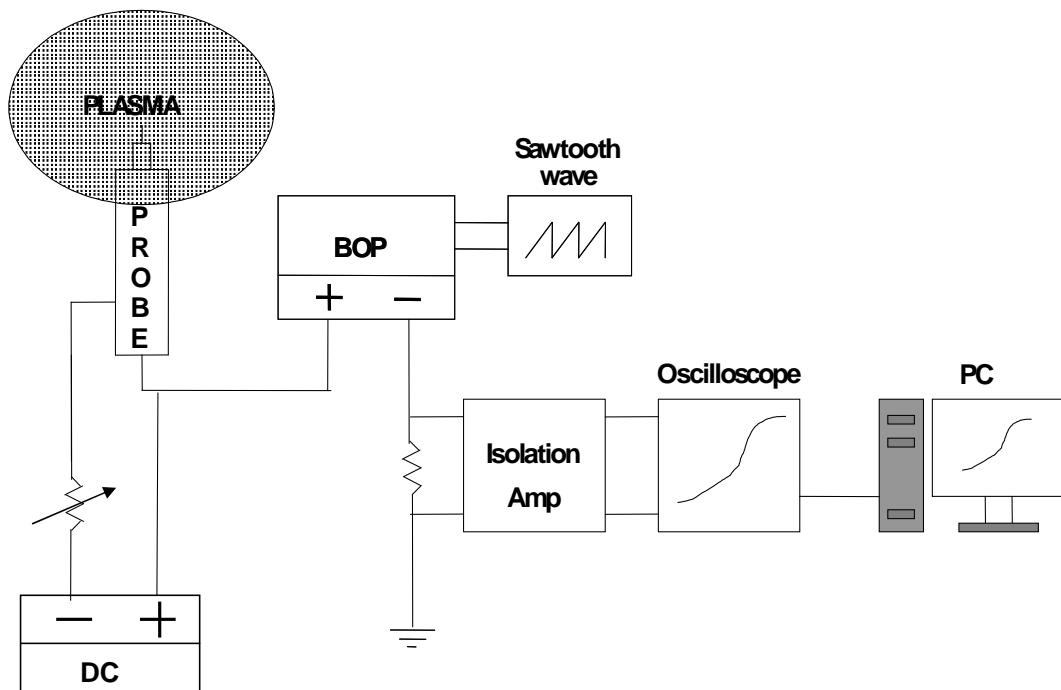 PLASMA
P
R
O
B
E
Sawtooth
wave
BOP
+ −
Oscilloscope
PC
Isolation
Amp
− +
DC